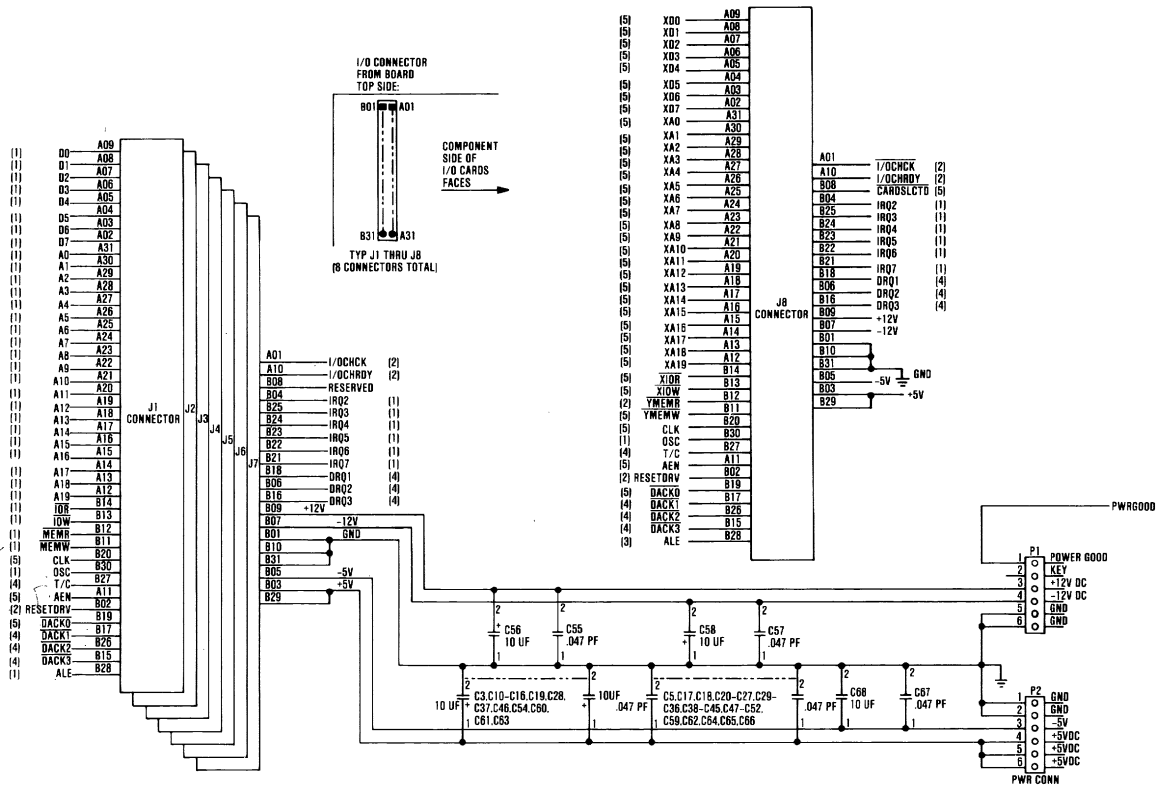 I/O CONNECTOR
FROM BOARD
TOP SIDE:
B01 A01
COMPONENT
SIDE OF
I/O CARDS
FACES
B31 A31
TYP J1 THRU J8
(8 CONNECTORS TOTAL)
(1) D0 A09
(1) D1 A08
(1) D2 A07
(1) D3 A06
(1) D4 A05
(1) D5 A04
(1) D6 A03
(1) D7 A02
(1) A0 A31
(1) A1 A30
(1) A2 A29
(1) A3 A28
(1) A4 A27
(1) A5 A26
(1) A6 A25
(1) A7 A24
(1) A8 A23
(1) A9 A22
(1) A10 A21
(1) A11 A20
(1) A12 A19
(1) A13 A18
(1) A14 A17
(1) A15 A16
(1) A16 A15
(1) A17 A14
(1) A18 A13
(1) A19 A12
(1) IOR B14
(1) IOW B13
(1) MEMR B12
(1) MEMW B11
(5) CLK B20
(1) OSC B30
(4) T/C B27
(5) AEN A11
(2) RESETDRV B02
(5) DACK0 B19
(4) DACK1 B17
(4) DACK2 B26
(4) DACK3 B15
(1) ALE B28
J1
CONNECTOR
J2
J3
J4
J5
J6
J7
A01 I/OCHCK (2)
A10 I/OCHRDY (2)
B08 RESERVED
B04 IRQ2 (1)
B25 IRQ3 (1)
B24 IRQ4 (1)
B23 IRQ5 (1)
B22 IRQ6 (1)
B21 IRQ7 (1)
B18 DRQ1 (4)
B06 DRQ2 (4)
B16 DRQ3 (4)
B09 +12V
B07 -12V
B01 GND
B10
B31
B05 -5V
B03 +5V
B29
(5) XD0 A09
(5) XD1 A08
(5) XD2 A07
(5) XD3 A06
(5) XD4 A05
(5) XD5 A04
(5) XD6 A03
(5) XD7 A02
(5) XA0 A31
(5) XA1 A30
(5) XA2 A29
(5) XA3 A28
(5) XA4 A27
(5) XA5 A26
(5) XA6 A25
(5) XA7 A24
(5) XA8 A23
(5) XA9 A22
(5) XA10 A21
(5) XA11 A20
(5) XA12 A19
(5) XA13 A18
(5) XA14 A17
(5) XA15 A16
(5) XA16 A15
(5) XA17 A14
(5) XA18 A13
(5) XA19 A12
(5) XIOR B14
(5) XIOW B13
(2) YMEMR B12
(5) YMEMW B11
(5) CLK B20
(1) OSC B30
(4) T/C B27
(5) AEN A11
(2) RESETDRV B02
(5) DACK0 B19
(4) DACK1 B17
(4) DACK2 B26
(4) DACK3 B15
(3) ALE B28
J8
CONNECTOR
A01 I/OCHCK (2)
A10 I/OCHRDY (2)
B08 CARDSLCTD (5)
B04 IRQ2 (1)
B25 IRQ3 (1)
B24 IRQ4 (1)
B23 IRQ5 (1)
B22 IRQ6 (1)
B21 IRQ7 (1)
B18 DRQ1 (4)
B06 DRQ2 (4)
B16 DRQ3 (4)
B09 +12V
B07 -12V
B01
B10
B31 GND
B05 -5V
B03 +5V
B29
PWRGOOD
P1
1 POWER GOOD
2 KEY
3 +12V DC
4 -12V DC
5 GND
6 GND
2 + C56 10 UF 1
2 C55 .047 PF 1
2 C58 + 10 UF 1
2 C57 .047 PF 1
2 10 UF + 1
C3,C10-C16,C19,C28,
C37,C46,C54,C60,
C61,C63
10UF +
2 .047 PF 1
C5,C17,C18,C20-C27,C29-
C36,C38-C45,C47-C52,
C59,C62,C64,C65,C66
2 .047 PF 1
2 C68 10 UF + 1
2 C67 .047 PF 1
P2
1 GND
2 GND
3 -5V
4 +5VDC
5 +5VDC
6 +5VDC
PWR CONN